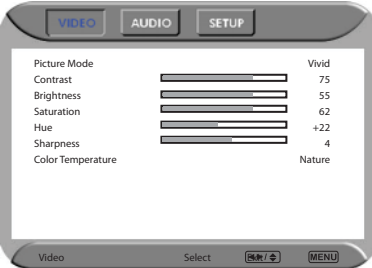 VIDEO AUDIO SETUP
Picture Mode Vivid
Contrast 75
Brightness 55
Saturation 62
Hue +22
Sharpness 4
Color Temperature Nature
Video Select / MENU